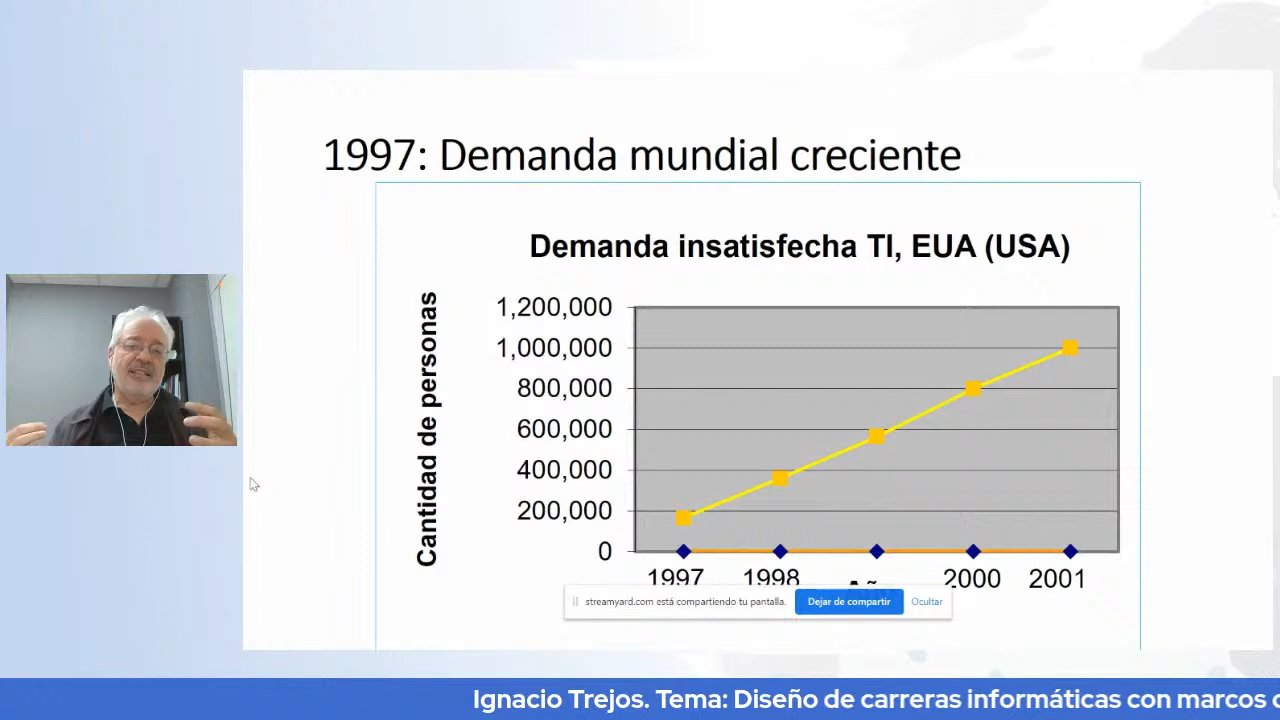 1997: Demanda mundial creciente
Demanda insatisfecha TI, EUA (USA)
Cantidad de personas
1,200,000
1,000,000
800,000
600,000
400,000
200,000
0
1997 1998 2000 2001
streamyard.com está compartiendo tu pantalla. Dejar de compartir Ocultar
Ignacio Trejos. Tema: Diseño de carreras informáticas con marcos